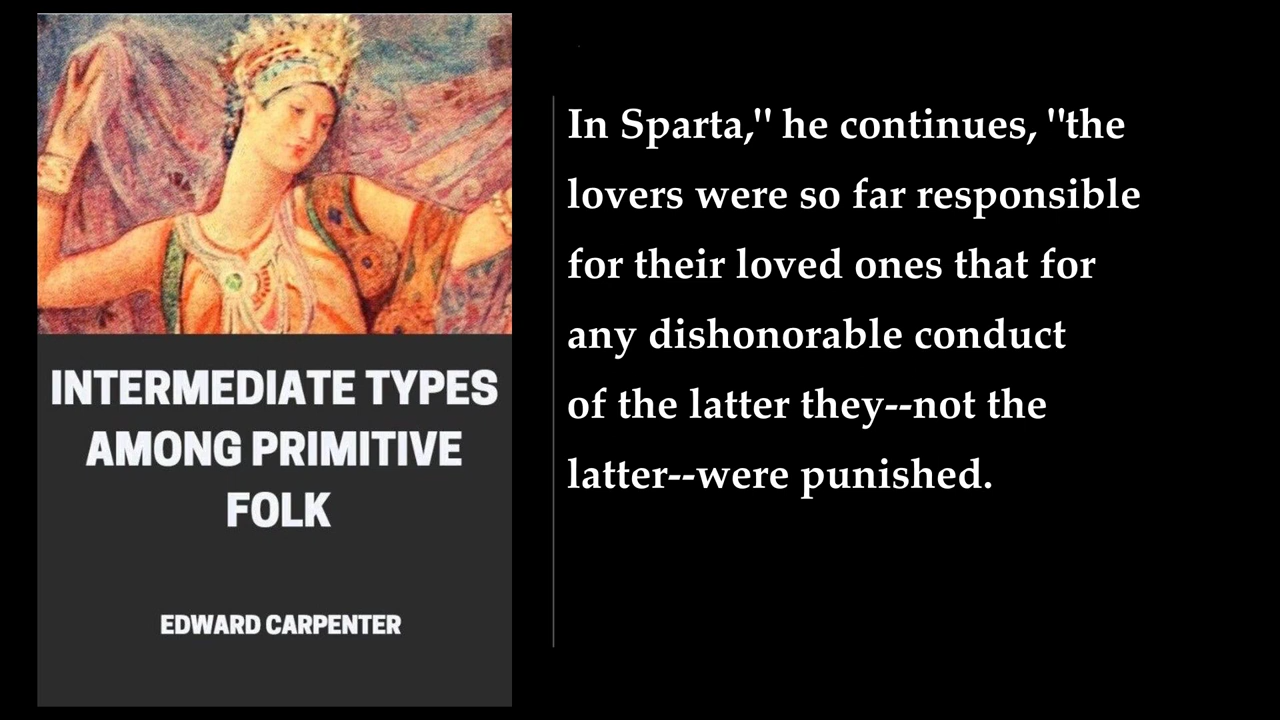 INTERMEDIATE TYPES
AMONG PRIMITIVE
FOLK
EDWARD CARPENTER
In Sparta," he continues, "the
lovers were so far responsible
for their loved ones that for
any dishonorable conduct
of the latter they--not the
latter--were punished.